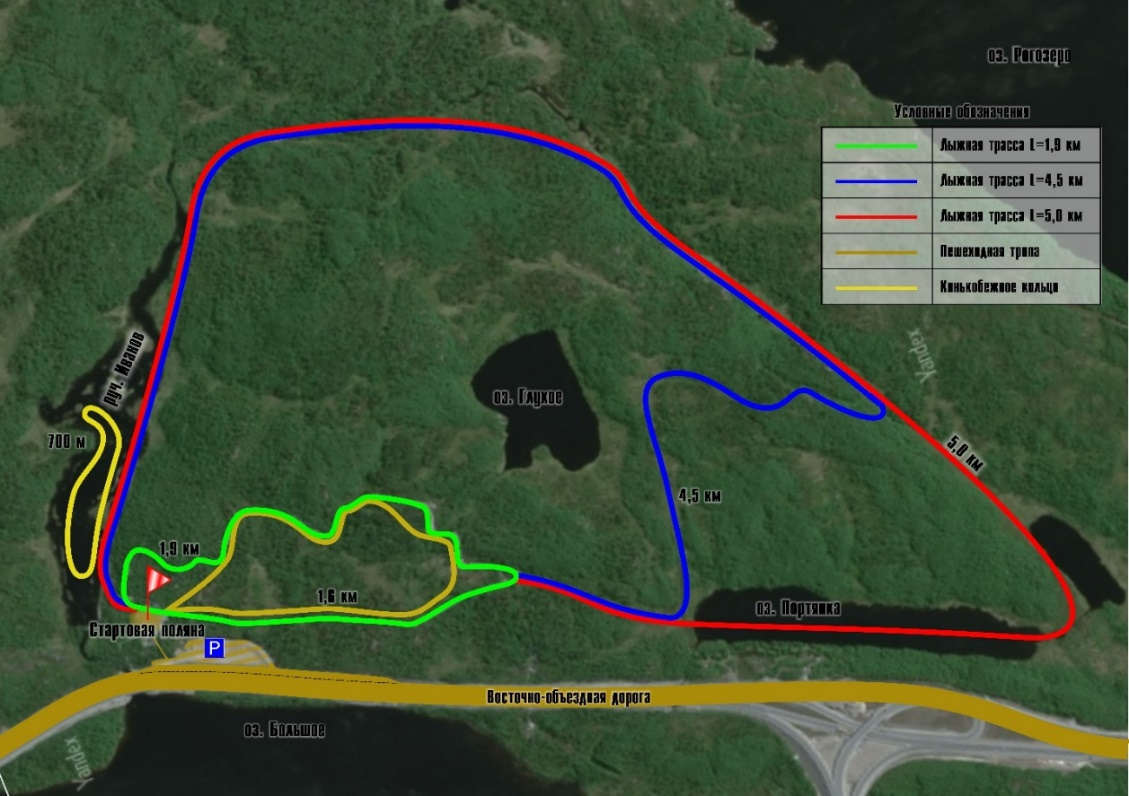 оз. Рогозеро
Условные обозначения
Лыжная трасса L=1,9 км
Лыжная трасса L=4,5 км
Лыжная трасса L=5,0 км
Пешеходная тропа
Конькобежное кольцо
Yandex
руч. Иванов
оз. Глухое
700 м
5,0 км
4,5 км
1,9 км
1,6 км
оз. Портянка
Стартовая поляна
P
Восточно-объездная дорога
оз. Большое
Yandex